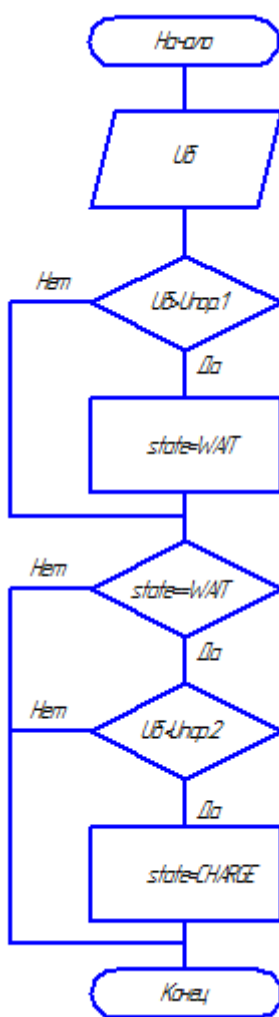 Начало
Uб
Нет
Uб>Uпор.1
Да
state=WAIT
Нет
state==WAIT
Да
Нет
Uб<Uпор.2
Да
state=CHARGE
Конец